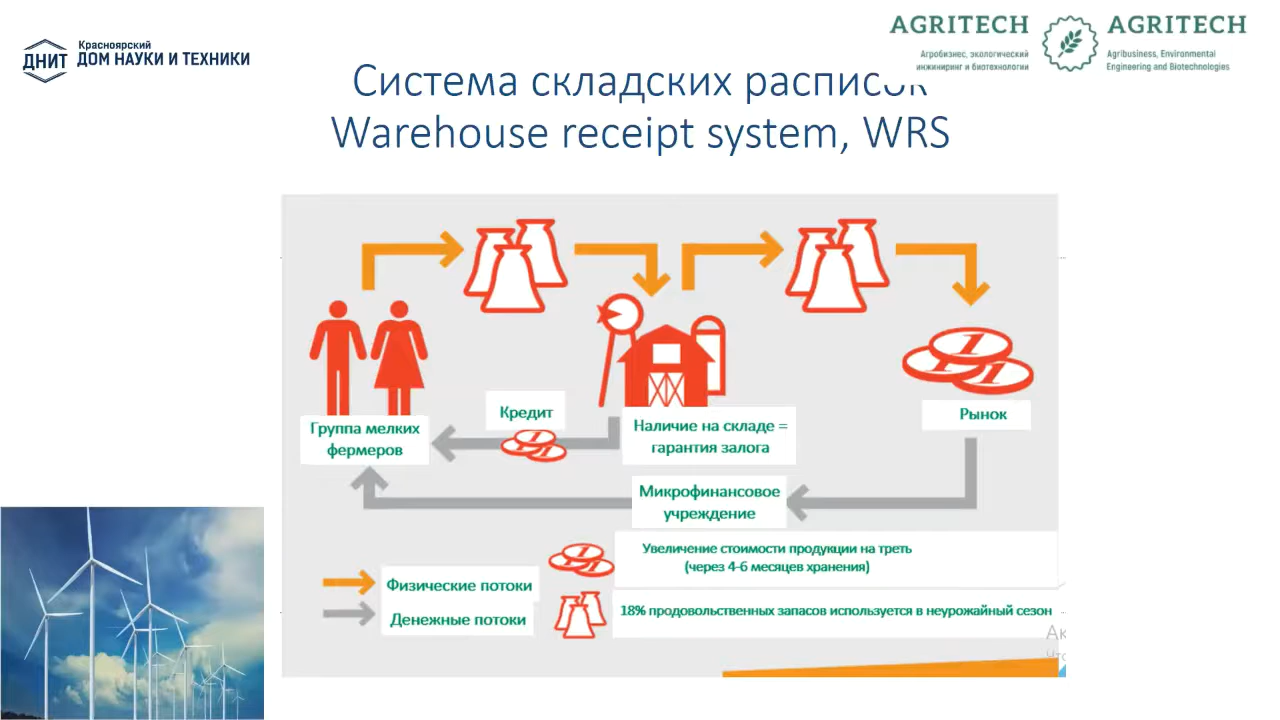 Красноярский
ДНИТ ДОМ НАУКИ И ТЕХНИКИ
AGRITECH
Агробизнес, экологический
инжиниринг и биотехнологии
AGRITECH
Agribusiness, Environmental
Engineering and Biotechnologies
Система складских расписок
Warehouse receipt system, WRS
Группа мелких
фермеров
Кредит
Наличие на складе =
гарантия залога
Рынок
Микрофинансовое
учреждение
Увеличение стоимости продукции на треть
(через 4-6 месяцев хранения)
Физические потоки
Денежные потоки
18% продовольственных запасов используется в неурожайный сезон